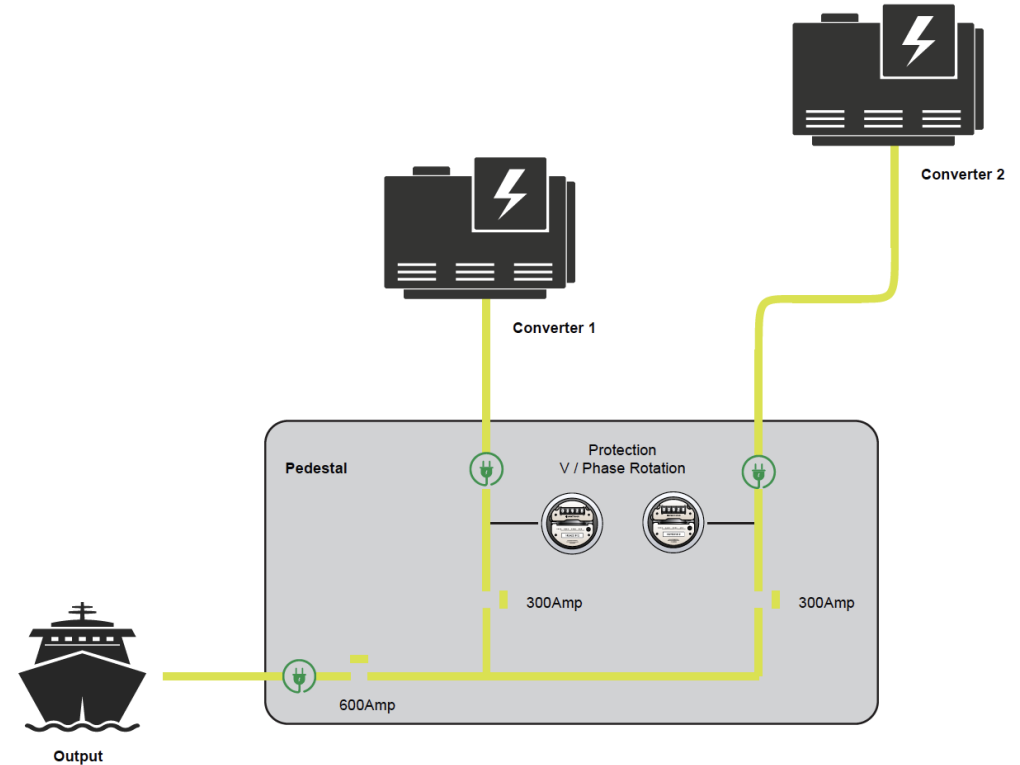 Converter 2
Converter 1
Protection
V / Phase Rotation
Pedestal
300Amp
300Amp
600Amp
Output